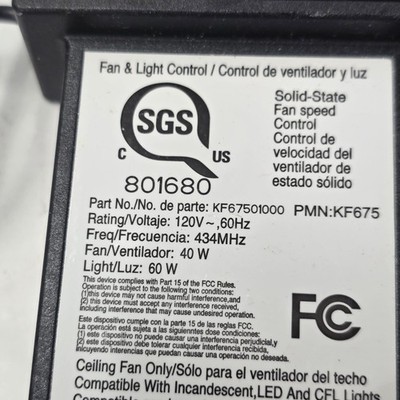 Fan & Light Control / Control de ventilador y luz
SGS
C US
801680
Solid-State
Fan speed
Control
Control de
velocidad del
ventilador de
estado sólido
Part No./No. de parte: KF67501000 PMN:KF675
Rating/Voltaje: 120V~,60Hz
Freq/Frecuencia: 434MHz
Fan/Ventilador: 40 W
Light/Luz: 60 W
This device complies with Part 15 of the FCC Rules.
Operation is subject to the following two conditions:
(1)this device may not cause harmful interference,and
(2) this device must accept any interference received,
including interference that may cause undesired operation.
Este dispositivo cumple con la parte 15 de las reglas FCC.
La operación está sujeta a las siguientes dos condiciones:
(1)este dispositivo no puede causar interferencia perjudicial y
(2)este dispositivo debe aceptar cualquier interferencia recibida,
incluyendo interferencias que puedan causar una operación no deseada.
FC
Ceiling Fan Only/Sólo para el ventilador del techo
Compatible With Incandescent,LED And CFL Lights